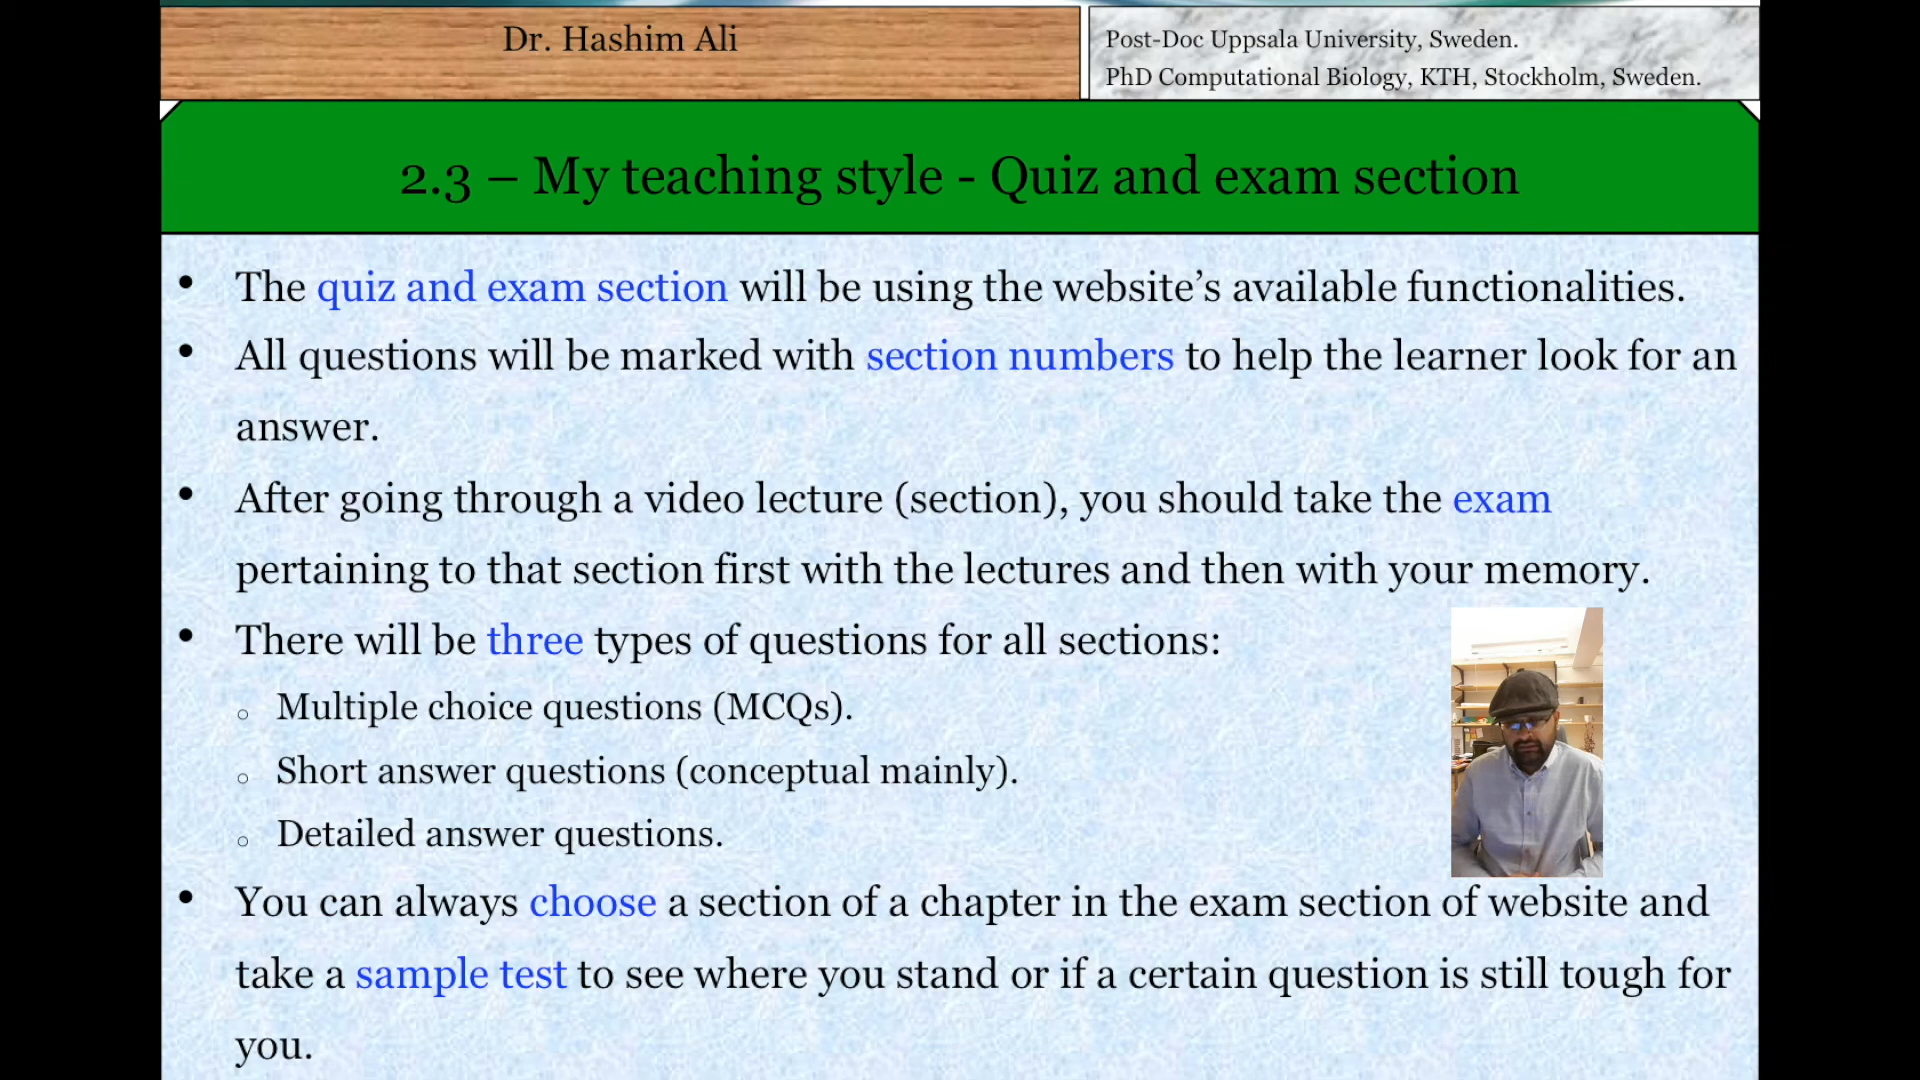 Dr. Hashim Ali
Post-Doc Uppsala University, Sweden.
PhD Computational Biology, KTH, Stockholm, Sweden.
2.3 – My teaching style - Quiz and exam section
• The quiz and exam section will be using the website’s available functionalities.
• All questions will be marked with section numbers to help the learner look for an
answer.
• After going through a video lecture (section), you should take the exam
pertaining to that section first with the lectures and then with your memory.
• There will be three types of questions for all sections:
○ Multiple choice questions (MCQs).
○ Short answer questions (conceptual mainly).
○ Detailed answer questions.
• You can always choose a section of a chapter in the exam section of website and
take a sample test to see where you stand or if a certain question is still tough for
you.